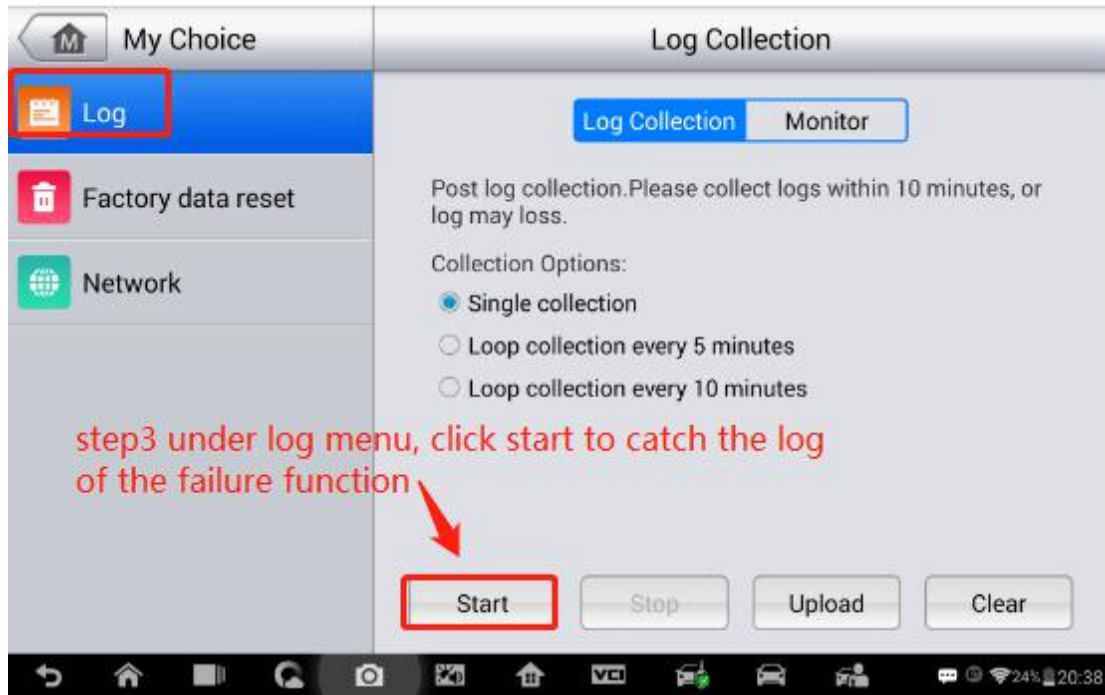 M
My Choice
Log Collection
Log
Log Collection
Monitor
Factory data reset
Post log collection.Please collect logs within 10 minutes, or
log may loss.
Network
Collection Options:
Single collection
Loop collection every 5 minutes
Loop collection every 10 minutes
step3 under log menu, click start to catch the log
of the failure function
Start
Stop
Upload
Clear
VCI
24%
20:38